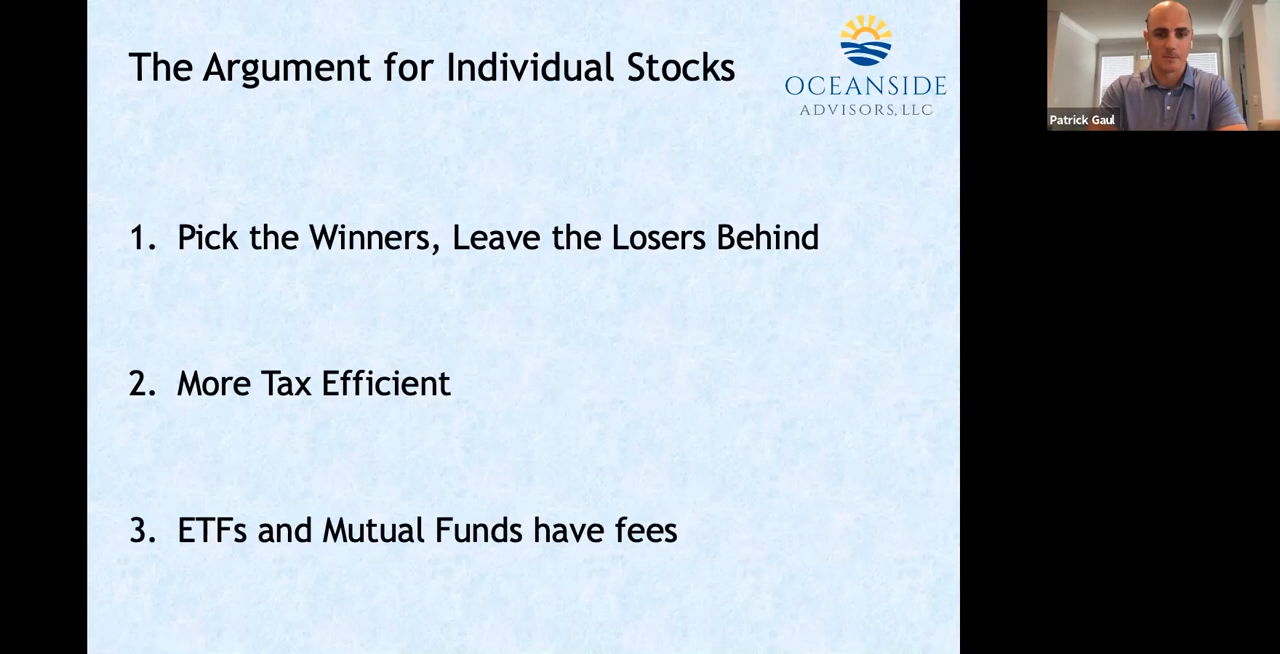 The Argument for Individual Stocks
OCEANSIDE
ADVISORS, LLC
Patrick Gaul
1. Pick the Winners, Leave the Losers Behind
2. More Tax Efficient
3. ETFs and Mutual Funds have fees